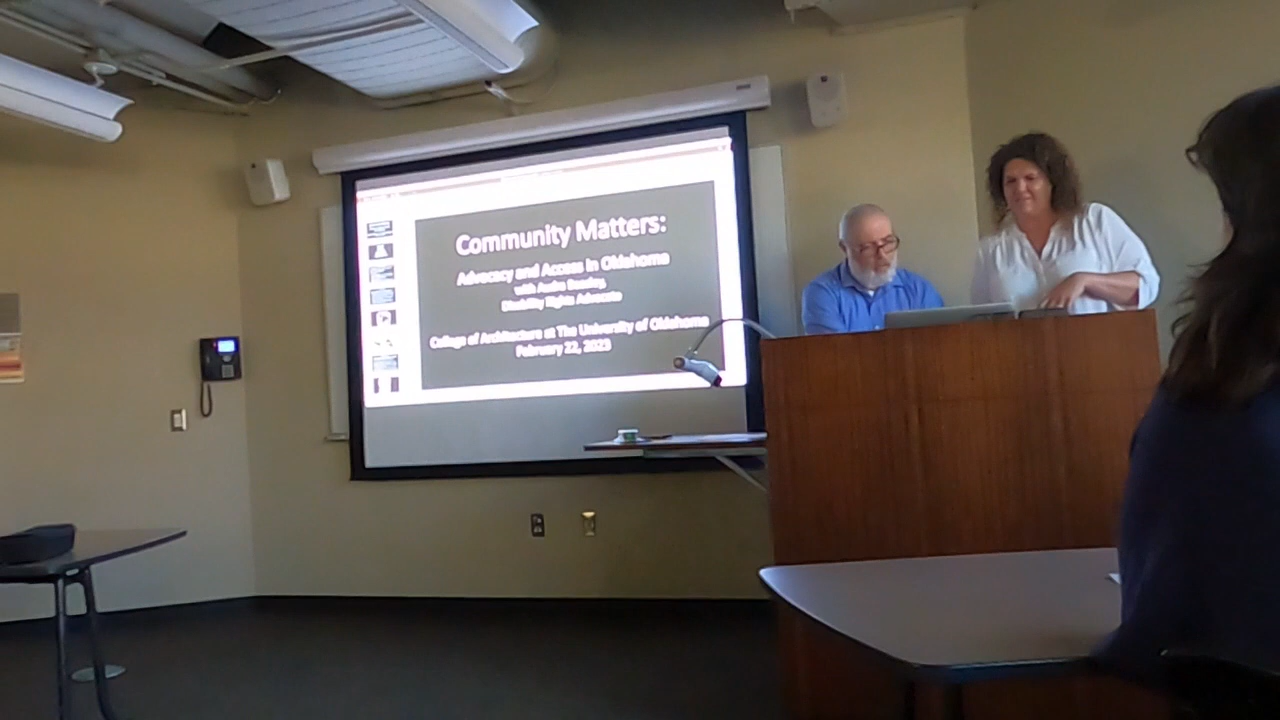 Community Matters:
Advocacy and Access in Oklahoma
with
Disability Rights Advocate
College of Architecture at The University of Oklahoma
February 22, 2023